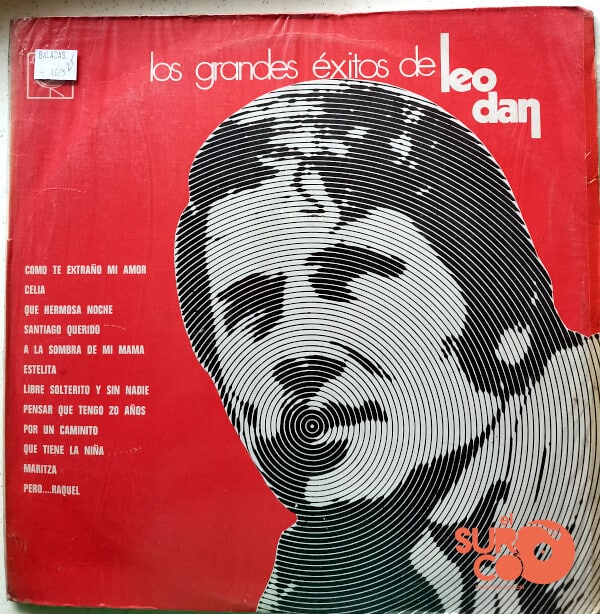 BALADAS
los grandes éxitos de leo dan
COMO TE EXTRAÑO MI AMOR
CELIA
QUE HERMOSA NOCHE
SANTIAGO QUERIDO
A LA SOMBRA DE MI MAMA
ESTELITA
LIBRE SOLTERITO Y SIN NADIE
PENSAR QUE TENGO 20 AÑOS
POR UN CAMINITO
QUE TIENE LA NIÑA
MARITZA
PERO....RAQUEL
el
SUR
CO